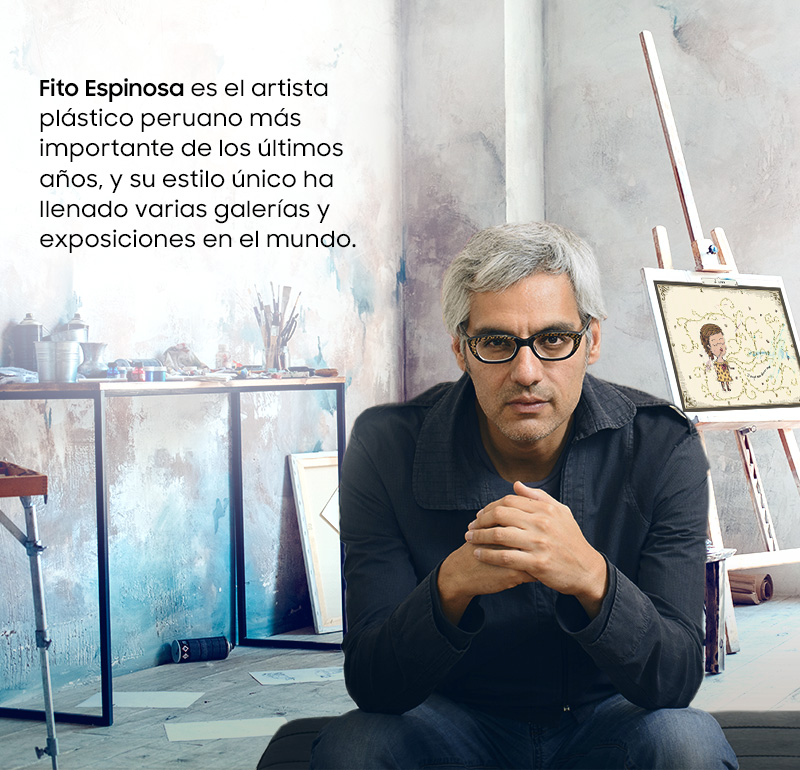 Fito Espinosa es el artista
plástico peruano más
importante de los últimos
años, y su estilo único ha
llenado varias galerías y
exposiciones en el mundo.